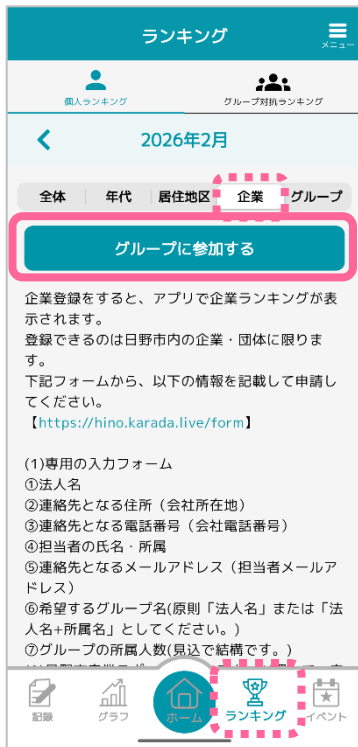 ランキング
メニュー
個人ランキング
グループ対抗ランキング
2026年2月
全体 年代 居住地区 企業 グループ
グループに参加する
企業登録をすると、アプリで企業ランキングが表
示されます。
登録できるのは日野市内の企業・団体に限りま
す。
下記フォームから、以下の情報を記載して申請し
てください。
【https://hino.karada.live/form】
(1)専用の入力フォーム
①法人名
②連絡先となる住所（会社所在地）
③連絡先となる電話番号（会社電話番号）
④担当者の氏名・所属
⑤連絡先となるメールアドレス（担当者メールア
ドレス）
⑥希望するグループ名(原則「法人名」または「法
人名+所属名」としてください。)
⑦グループの所属人数(見込で結構です。)
記録 グラフ ホーム ランキング イベント